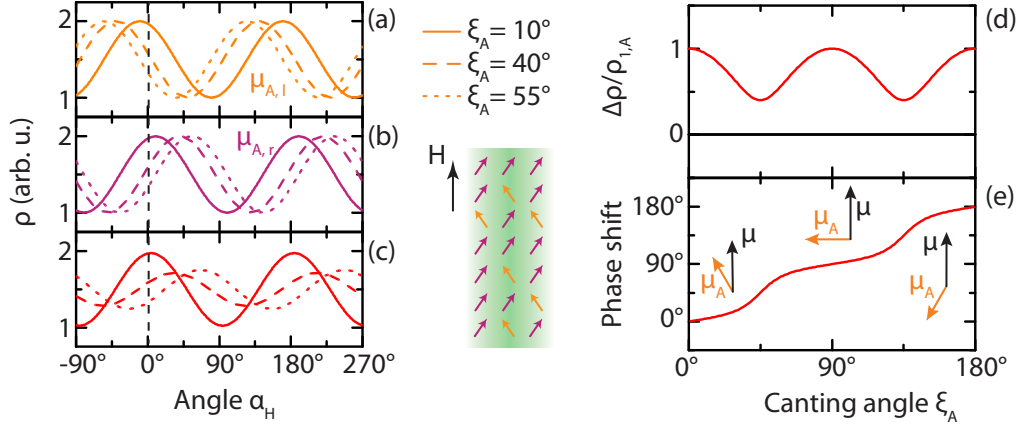 (a)
2
1
μA, l
(b)
2
1
μA, r
(c)
2
1
ρ (arb. u.)
-90° 0° 90° 180° 270°
Angle αH
ξA = 10°
ξA = 40°
ξA = 55°
H
(d)
Δρ/ρ1,A
1
0
(e)
Phase shift
180°
90°
0°
μ
μA
μ
μA
μ
μA
0° 90° 180°
Canting angle ξA